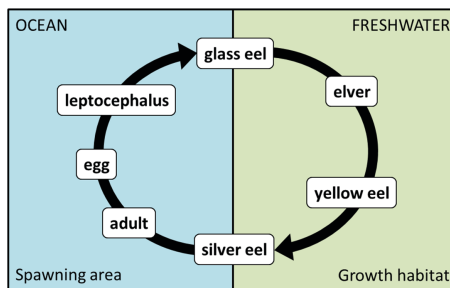 OCEAN
FRESHWATER
glass eel
elver
leptocephalus
yellow eel
egg
adult
silver eel
Spawning area
Growth habitat